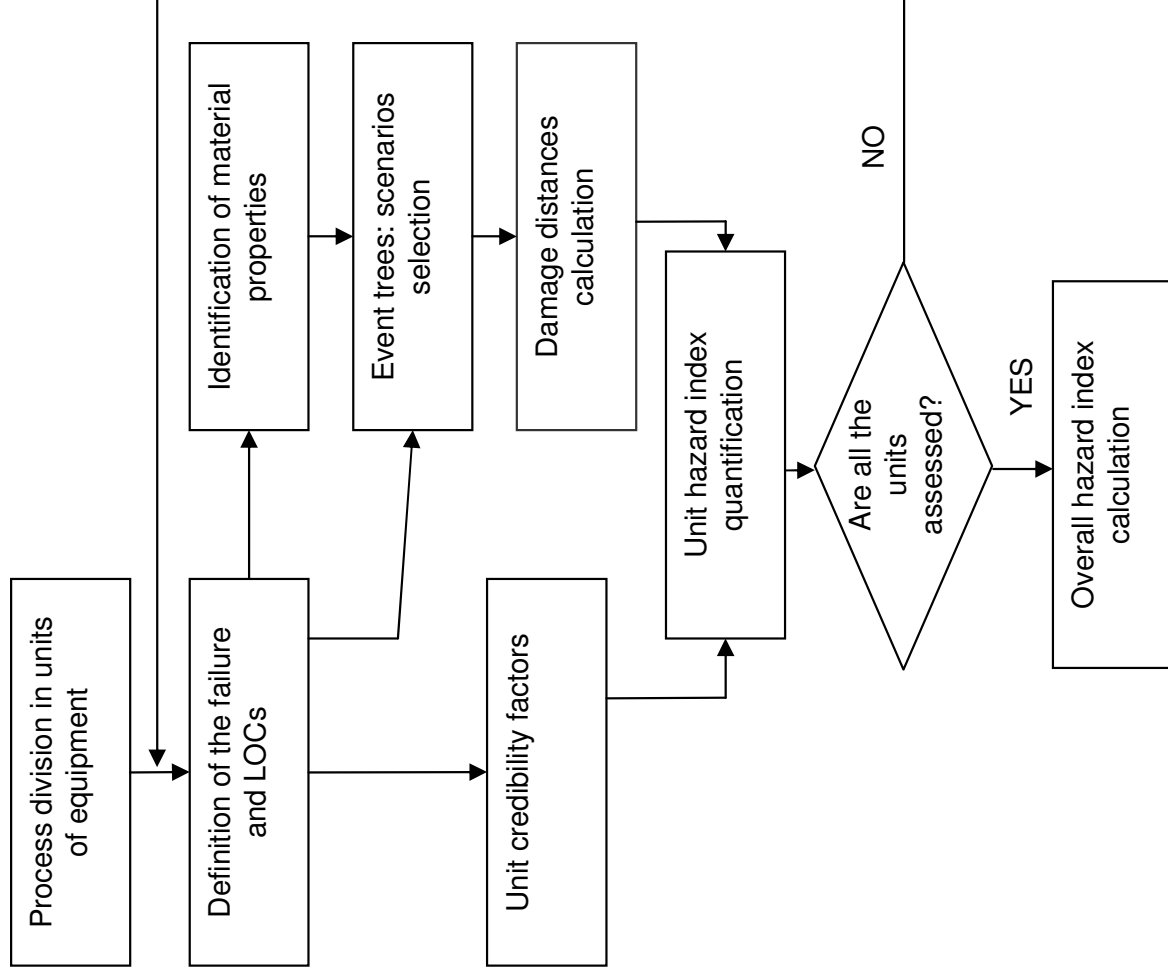 Process division in units
of equipment
Definition of the failure
and LOCs
Identification of material
properties
Event trees: scenarios
selection
Damage distances
calculation
Unit credibility factors
Unit hazard index
quantification
Are all the
units
assessed?
NO
YES
Overall hazard index
calculation